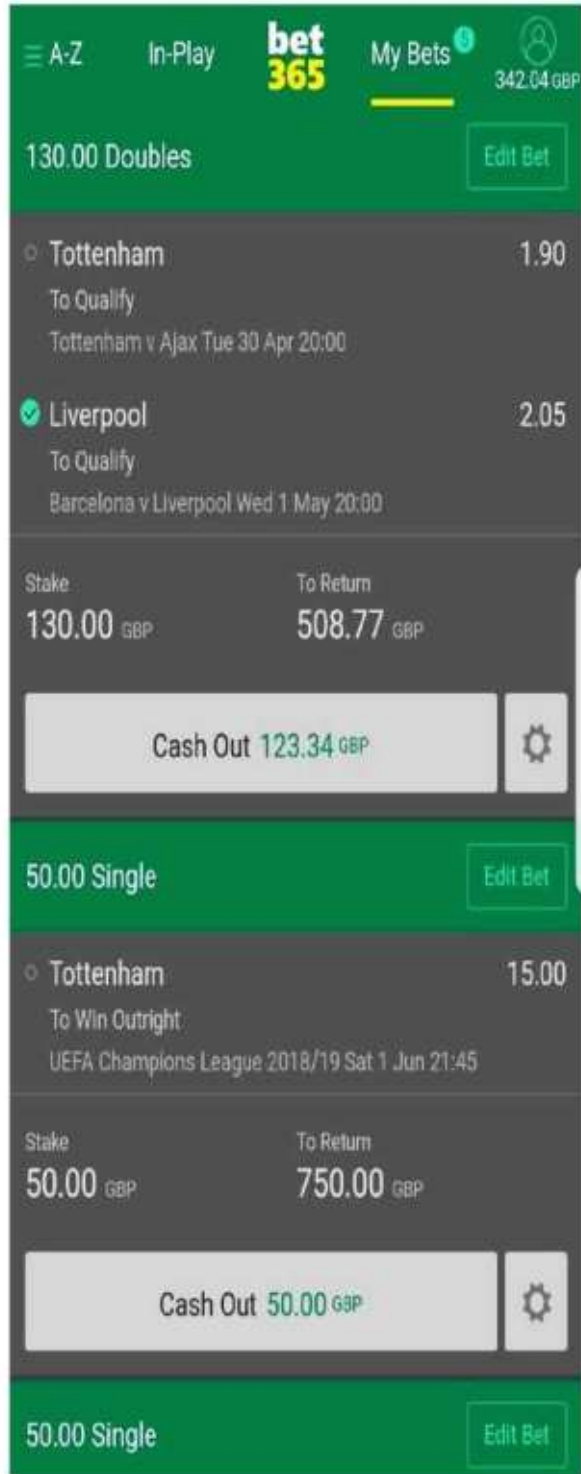 A-Z In-Play bet365 My Bets 342.04 GBP
130.00 Doubles Edit Bet
Tottenham 1.90
To Qualify
Tottenham v Ajax Tue 30 Apr 20:00
Liverpool 2.05
To Qualify
Barcelona v Liverpool Wed 1 May 20:00
Stake To Return
130.00 GBP 508.77 GBP
Cash Out 123.34 GBP
50.00 Single Edit Bet
Tottenham 15.00
To Win Outright
UEFA Champions League 2018/19 Sat 1 Jun 21:45
Stake To Return
50.00 GBP 750.00 GBP
Cash Out 50.00 GBP
50.00 Single Edit Bet